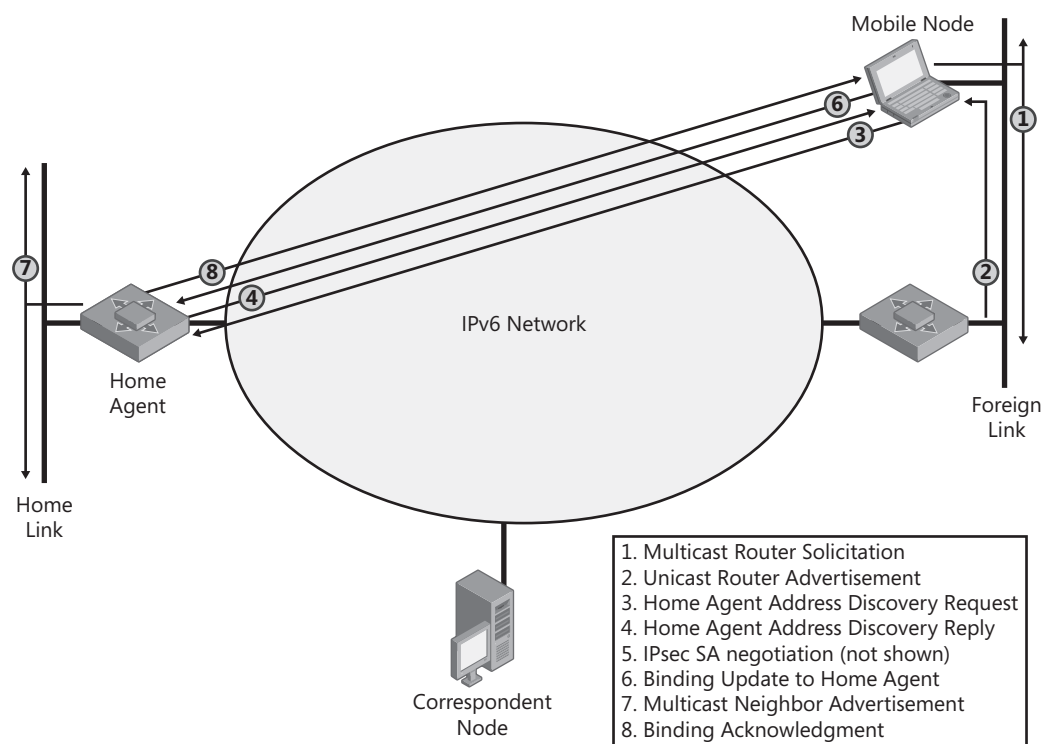 Mobile Node
1
6
3
7
8
4
2
IPv6 Network
Home
Agent
Foreign
Link
Home
Link
Correspondent
Node
1. Multicast Router Solicitation
2. Unicast Router Advertisement
3. Home Agent Address Discovery Request
4. Home Agent Address Discovery Reply
5. IPsec SA negotiation (not shown)
6. Binding Update to Home Agent
7. Multicast Neighbor Advertisement
8. Binding Acknowledgment